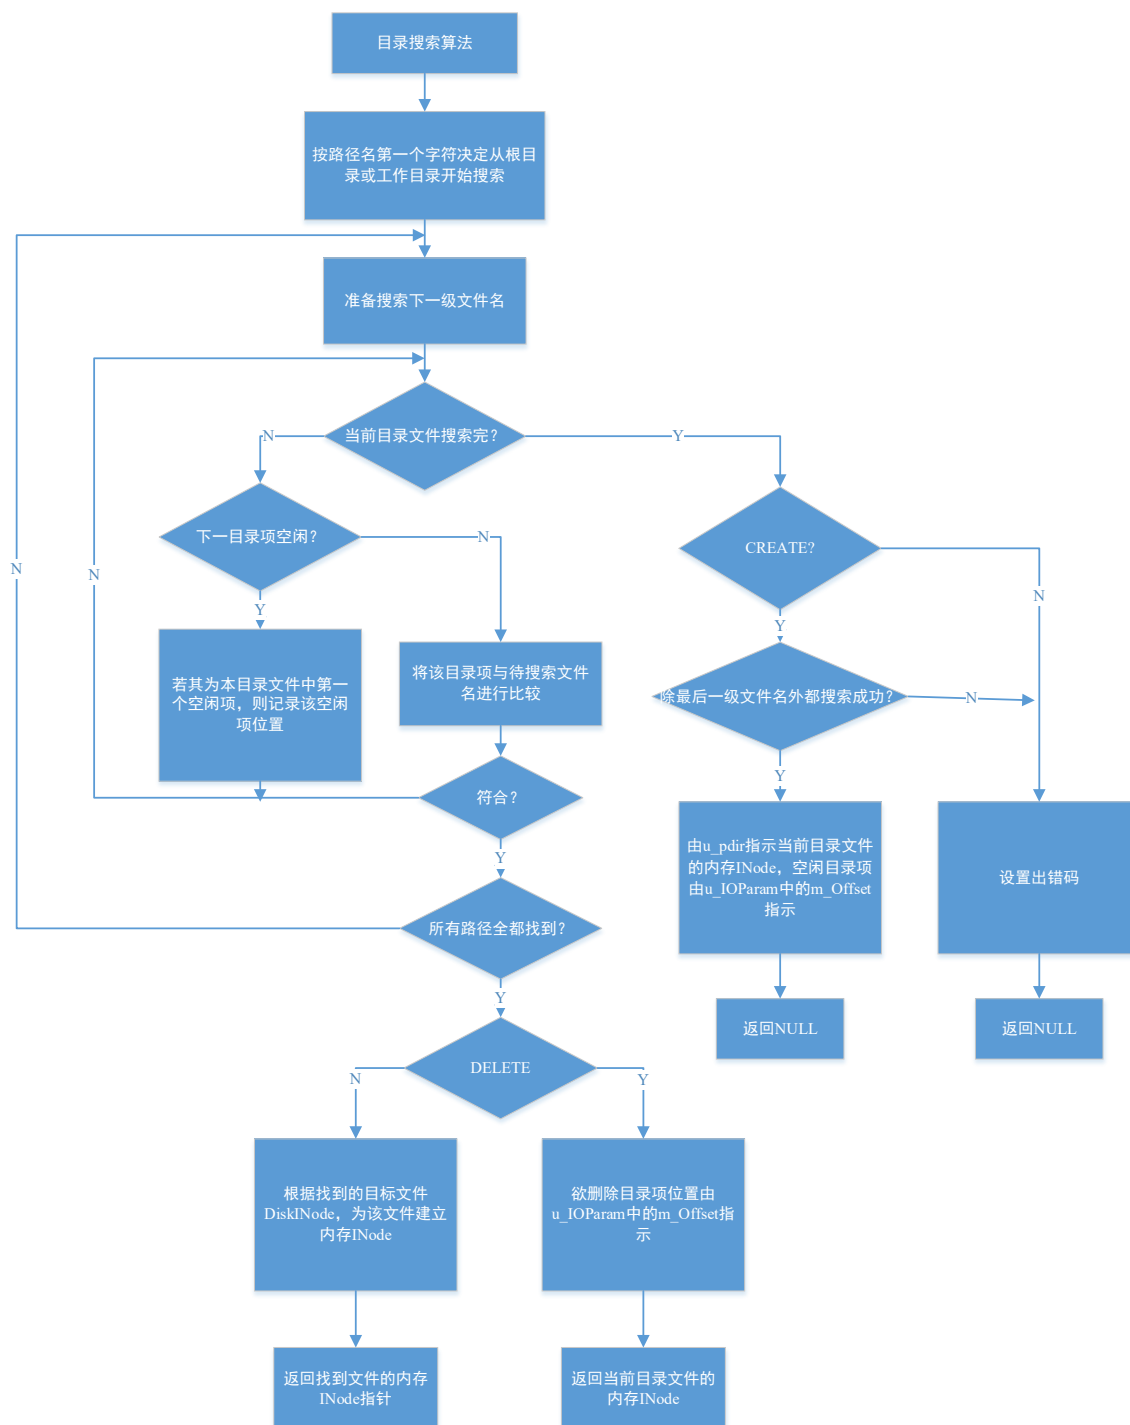 目录搜索算法
按路径名第一个字符决定从根目
录或工作目录开始搜索
准备搜索下一级文件名
当前目录文件搜索完？
N
Y
下一目录项空闲？
N
CREATE?
N
N
N
Y
Y
若其为本目录文件中第一
个空闲项，则记录该空闲
项位置
将该目录项与待搜索文件
名进行比较
除最后一级文件名外都搜索成功？
N
Y
符合？
Y
由u_pdir指示当前目录文件
的内存INode，空闲目录项
由u_IOParam中的m_Offset
指示
设置出错码
所有路径全都找到？
Y
返回NULL
返回NULL
DELETE
N
Y
根据找到的目标文件
DiskINode，为该文件建立
内存INode
欲删除目录项位置由
u_IOParam中的m_Offset指
示
返回找到文件的内存
INode指针
返回当前目录文件的
内存INode